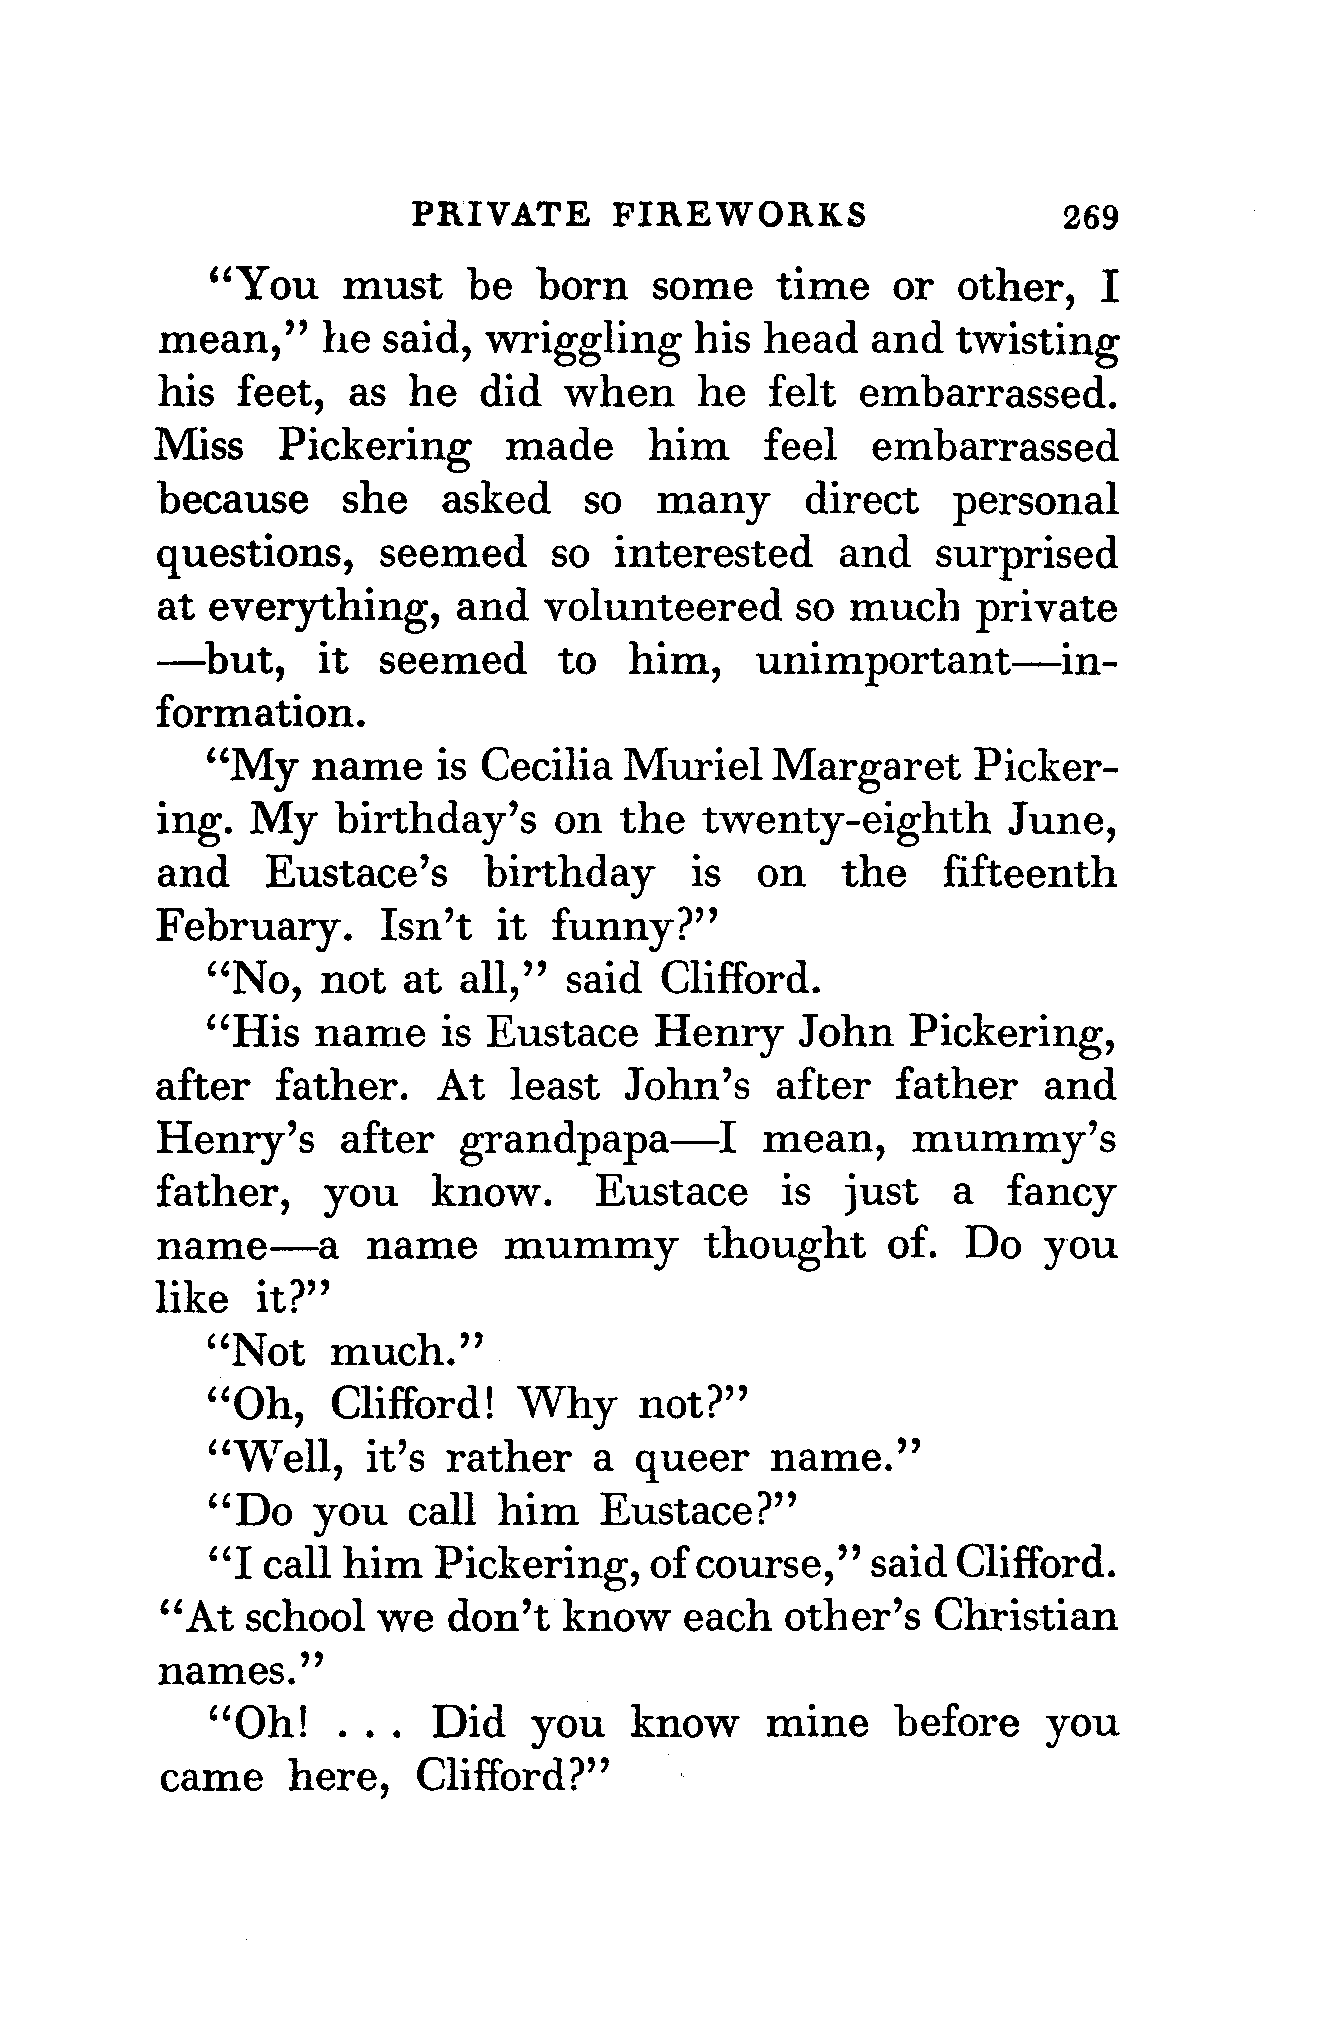 PRIVATE FIREWORKS 269
“You must be born some time or other, I
mean,” he said, wriggling his head and twisting
his feet, as he did when he felt embarrassed.
Miss Pickering made him feel embarrassed
because she asked so many direct personal
questions, seemed so interested and surprised
at everything, and volunteered so much private
—but, it seemed to him, unimportant—in-
formation.
“My name is Cecilia Muriel Margaret Picker-
ing. My birthday’s on the twenty-eighth June,
and Eustace’s birthday is on the fifteenth
February. Isn’t it funny?”
“No, not at all,” said Clifford.
“His name is Eustace Henry John Pickering,
after father. At least John’s after father and
Henry’s after grandpapa—I mean, mummy’s
father, you know. Eustace is just a fancy
name—a name mummy thought of. Do you
like it?”
“Not much.”
“Oh, Clifford! Why not?”
“Well, it’s rather a queer name.”
“Do you call him Eustace?”
“I call him Pickering, of course,” said Clifford.
“At school we don’t know each other’s Christian
names.”
“Oh! . . . Did you know mine before you
came here, Clifford?”